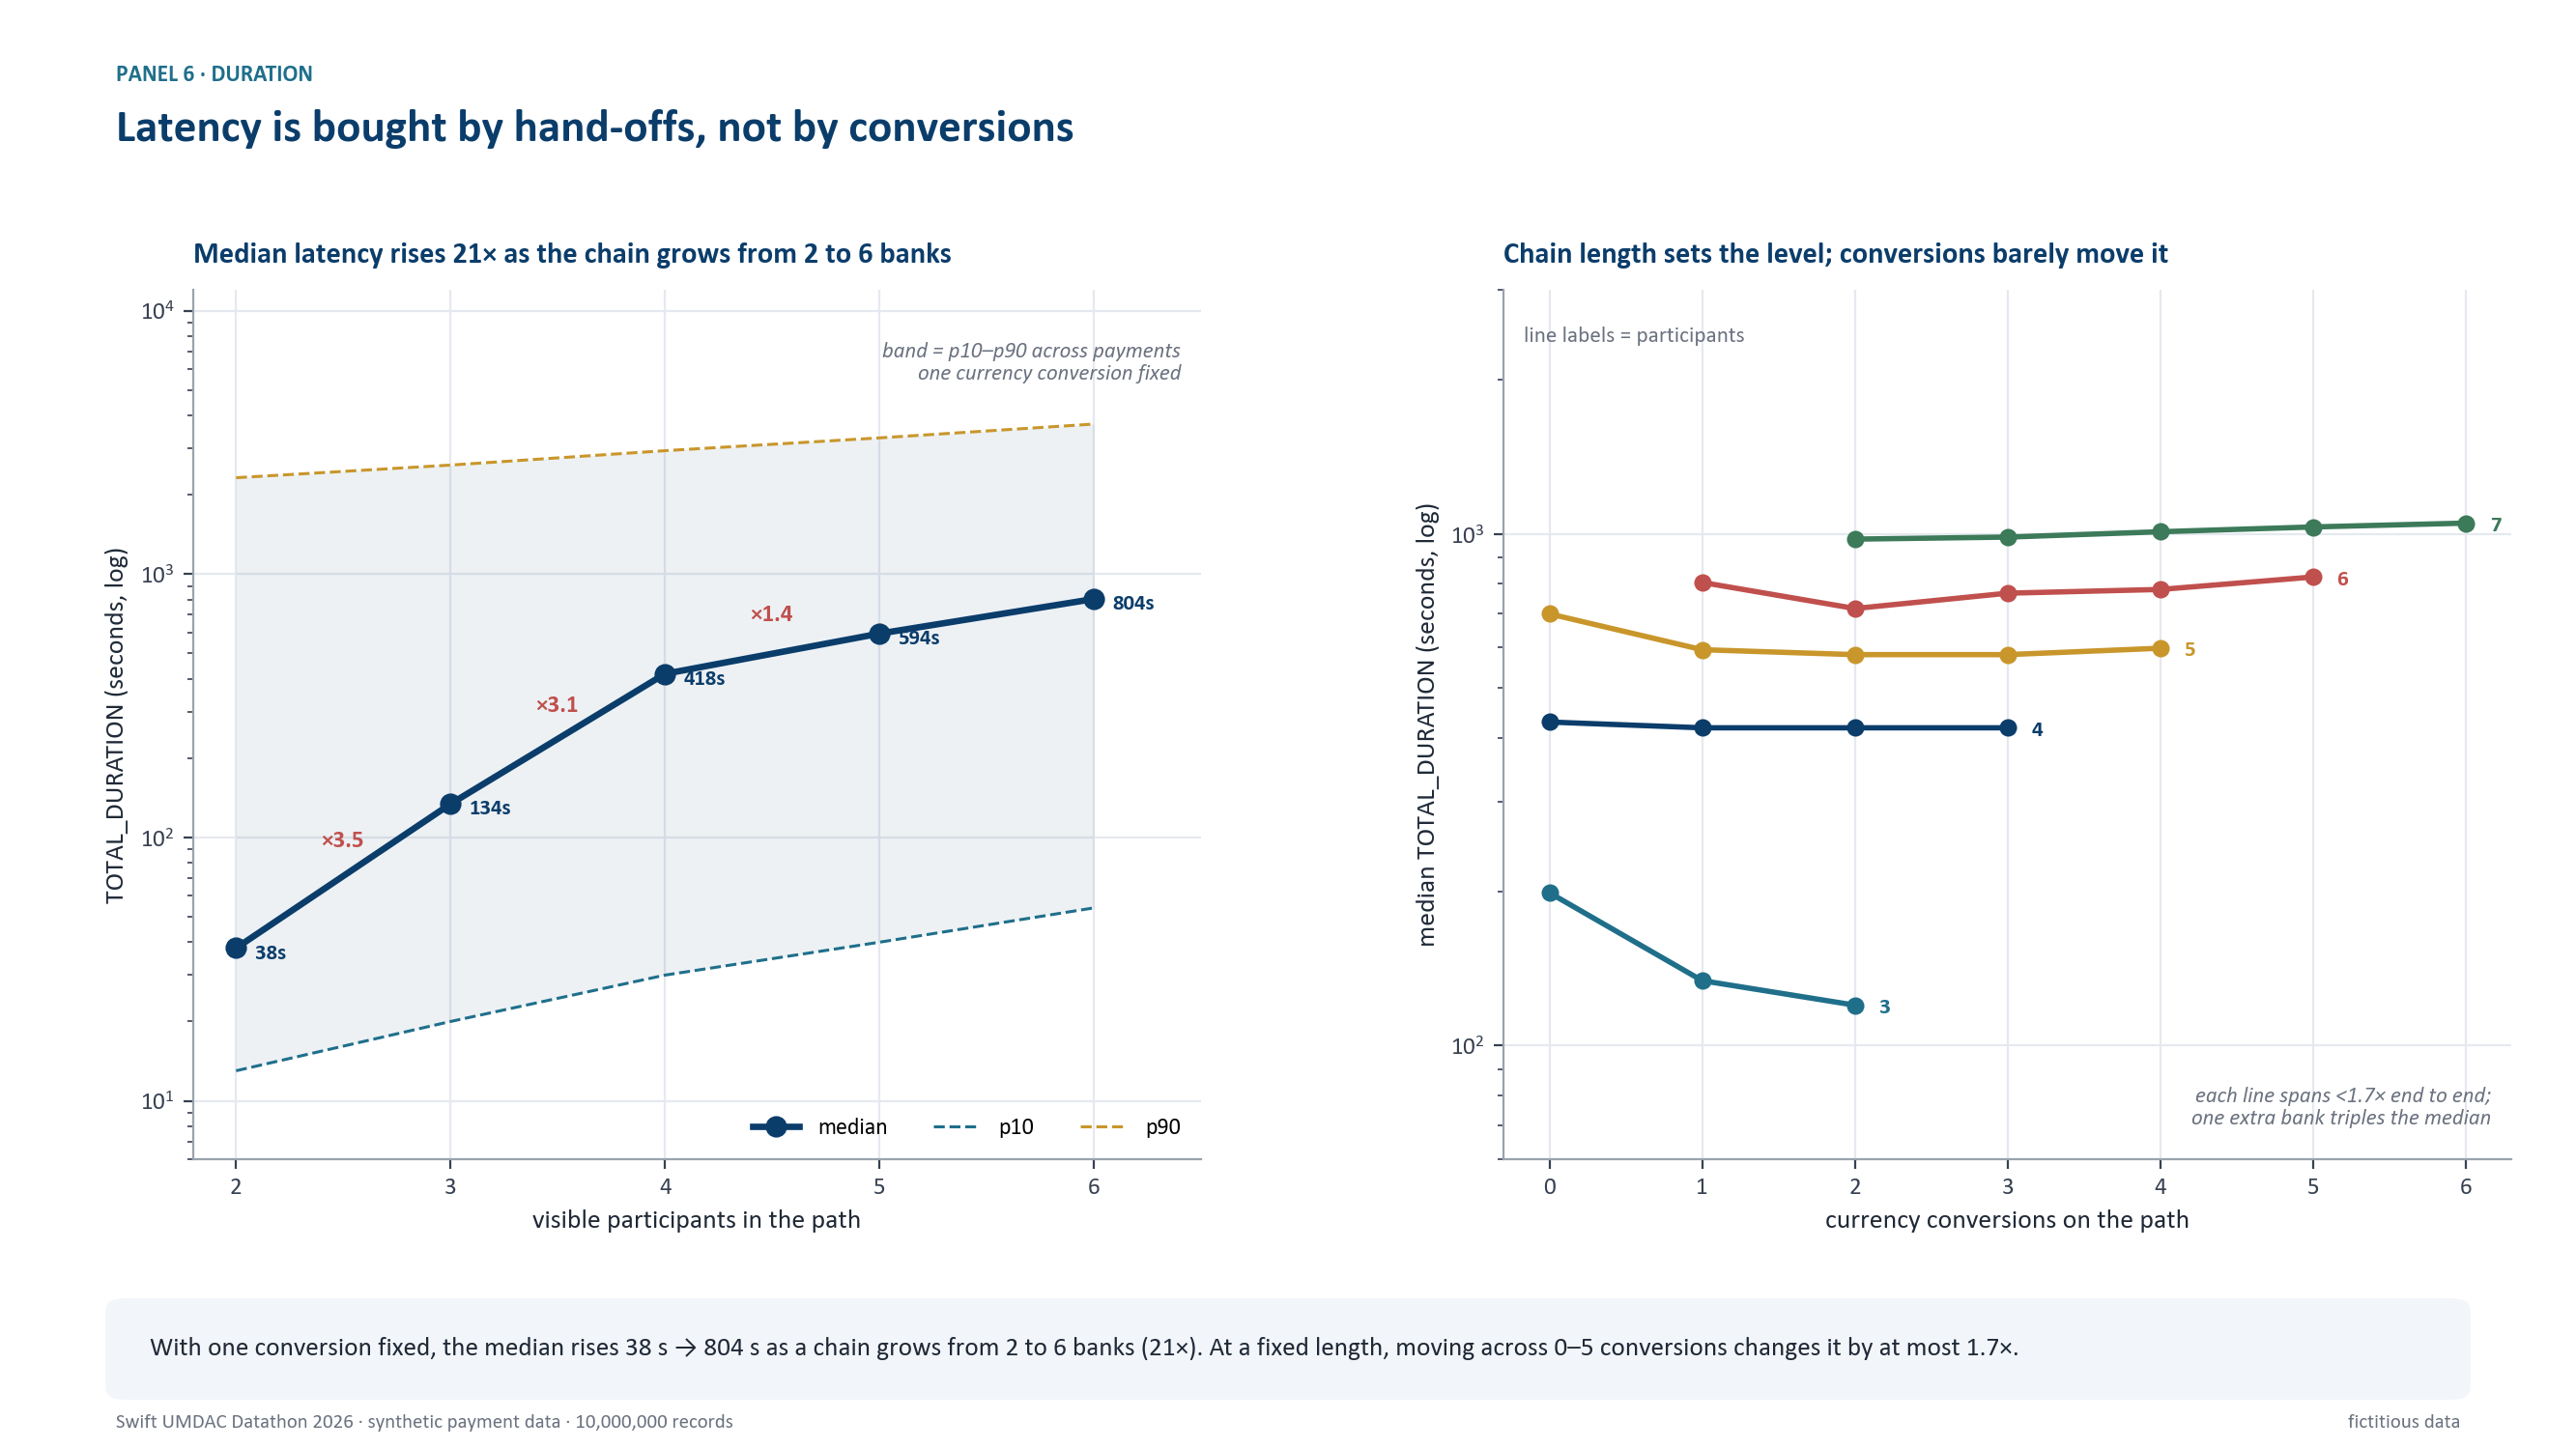 PANEL 6 · DURATION
Latency is bought by hand-offs, not by conversions
Median latency rises 21× as the chain grows from 2 to 6 banks
TOTAL_DURATION (seconds, log)
10⁴
10³
10²
10¹
band = p10–p90 across payments
one currency conversion fixed
×3.5
×3.1
×1.4
38s
134s
418s
594s
804s
median
p10
p90
2
3
4
5
6
visible participants in the path
Chain length sets the level; conversions barely move it
median TOTAL_DURATION (seconds, log)
10³
10²
line labels = participants
7
6
5
4
3
each line spans <1.7× end to end;
one extra bank triples the median
0
1
2
3
4
5
6
currency conversions on the path
With one conversion fixed, the median rises 38 s → 804 s as a chain grows from 2 to 6 banks (21×). At a fixed length, moving across 0–5 conversions changes it by at most 1.7×.
Swift UMDAC Datathon 2026 · synthetic payment data · 10,000,000 records
fictitious data